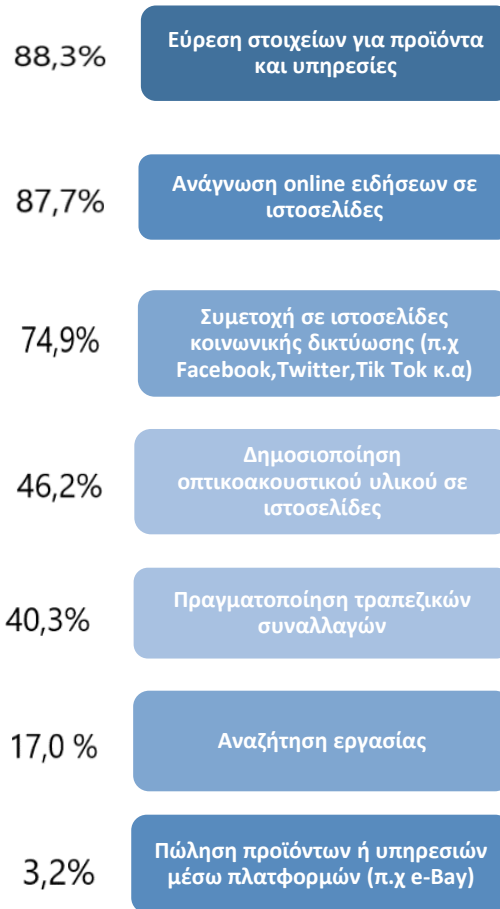 88,3%
Εύρεση στοιχείων για προϊόντα
και υπηρεσίες
87,7%
Ανάγνωση online ειδήσεων σε
ιστοσελίδες
74,9%
Συμετοχή σε ιστοσελίδες
κοινωνικής δικτύωσης (π.χ
Facebook,Twitter,Tik Tok κ.α)
46,2%
Δημοσιοποίηση
οπτικοακουστικού υλικού σε
ιστοσελίδες
40,3%
Πραγματοποίηση τραπεζικών
συναλλαγών
17,0 %
Αναζήτηση εργασίας
3,2%
Πώληση προϊόντων ή υπηρεσιών
μέσω πλατφορμών (π.χ e-Bay)